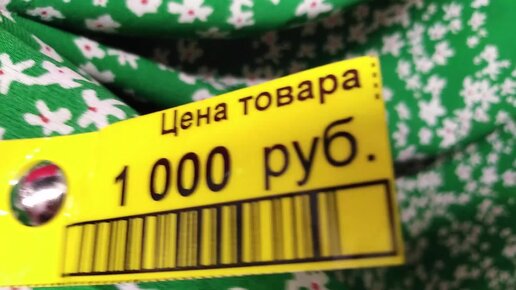 Цена товара
1 000 руб.